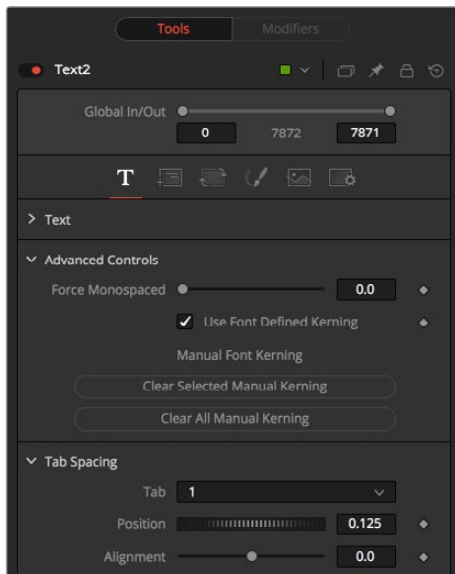 Tools Modifiers
Text2
Global In/Out
0 7872 7871
T
Text
Advanced Controls
Force Monospaced 0.0
Use Font Defined Kerning
Manual Font Kerning
Clear Selected Manual Kerning
Clear All Manual Kerning
Tab Spacing
Tab 1
Position 0.125
Alignment 0.0